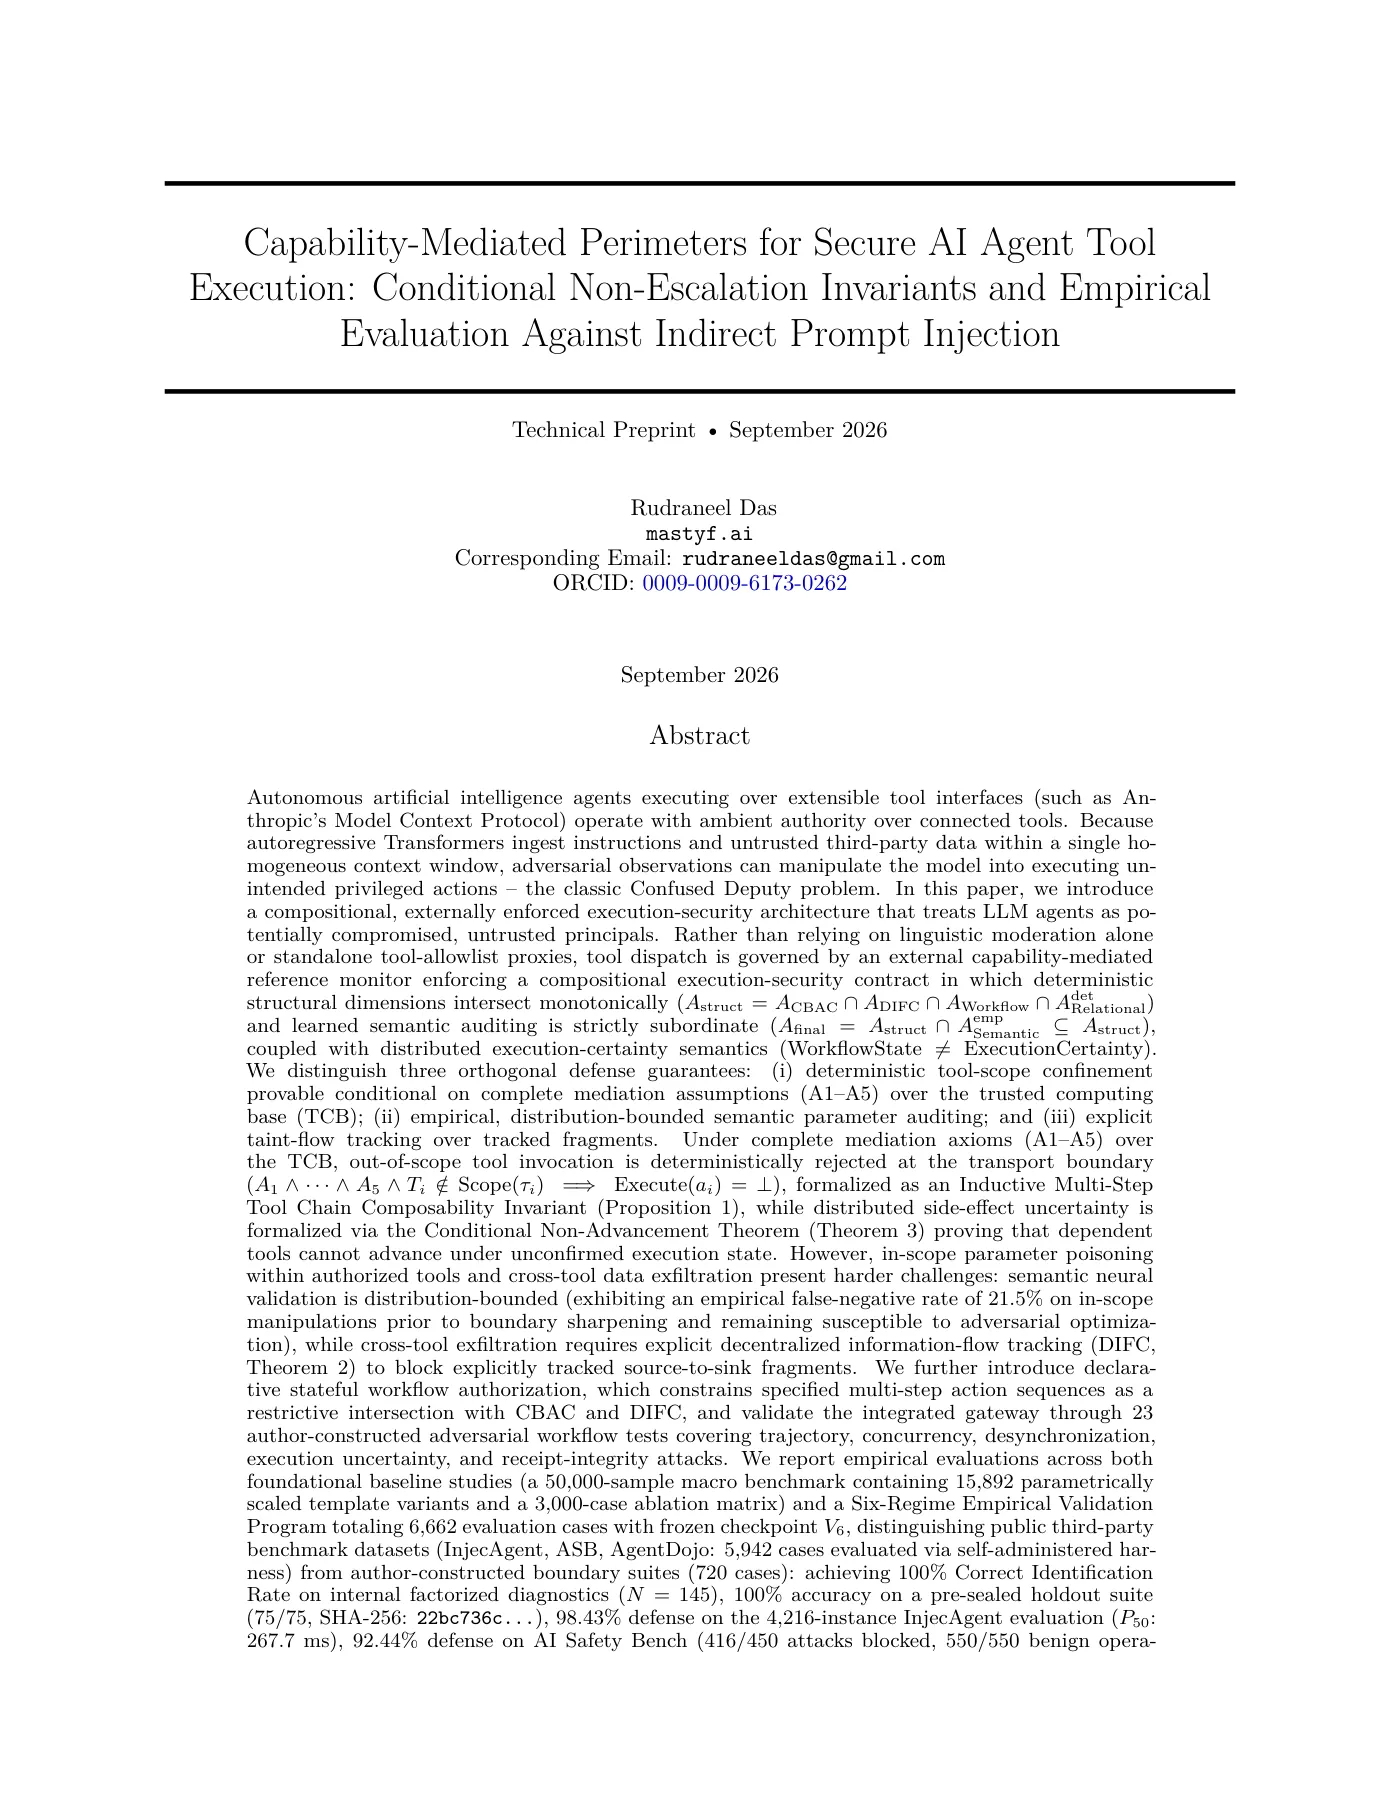 Capability-Mediated Perimeters for Secure AI Agent Tool
Execution: Conditional Non-Escalation Invariants and Empirical
Evaluation Against Indirect Prompt Injection
Technical Preprint • September 2026
Rudraneel Das
mastyf.ai
Corresponding Email: rudraneeldas@gmail.com
ORCID: 0009-0009-6173-0262
September 2026
Abstract
Autonomous artificial intelligence agents executing over extensible tool interfaces (such as An-
thropic's Model Context Protocol) operate with ambient authority over connected tools. Because
autoregressive Transformers ingest instructions and untrusted third-party data within a single ho-
mogeneous context window, adversarial observations can manipulate the model into executing un-
intended privileged actions – the classic Confused Deputy problem. In this paper, we introduce
a compositional, externally enforced execution-security architecture that treats LLM agents as po-
tentially compromised, untrusted principals. Rather than relying on linguistic moderation alone
or standalone tool-allowlist proxies, tool dispatch is governed by an external capability-mediated
reference monitor enforcing a compositional execution-security contract in which deterministic
structural dimensions intersect monotonically (A_struct = A_CBAC ∩ A_DIFC ∩ A_Workflow ∩ A^det_Relational)
and learned semantic auditing is strictly subordinate (A_final = A_struct ∩ A^emp_Semantic ⊆ A_struct),
coupled with distributed execution-certainty semantics (WorkflowState ≠ ExecutionCertainty).
We distinguish three orthogonal defense guarantees: (i) deterministic tool-scope confinement
provable conditional on complete mediation assumptions (A1–A5) over the trusted computing
base (TCB); (ii) empirical, distribution-bounded semantic parameter auditing; and (iii) explicit
taint-flow tracking over tracked fragments. Under complete mediation axioms (A1–A5) over
the TCB, out-of-scope tool invocation is deterministically rejected at the transport boundary
(A₁ ∧ ⋯ ∧ A₅ ∧ Tᵢ ∉ Scope(τᵢ) ⟹ Execute(aᵢ) = ⊥), formalized as an Inductive Multi-Step
Tool Chain Composability Invariant (Proposition 1), while distributed side-effect uncertainty is
formalized via the Conditional Non-Advancement Theorem (Theorem 3) proving that dependent
tools cannot advance under unconfirmed execution state. However, in-scope parameter poisoning
within authorized tools and cross-tool data exfiltration present harder challenges: semantic neural
validation is distribution-bounded (exhibiting an empirical false-negative rate of 21.5% on in-scope
manipulations prior to boundary sharpening and remaining susceptible to adversarial optimiza-
tion), while cross-tool exfiltration requires explicit decentralized information-flow tracking (DIFC,
Theorem 2) to block explicitly tracked source-to-sink fragments. We further introduce declara-
tive stateful workflow authorization, which constrains specified multi-step action sequences as a
restrictive intersection with CBAC and DIFC, and validate the integrated gateway through 23
author-constructed adversarial workflow tests covering trajectory, concurrency, desynchronization,
execution uncertainty, and receipt-integrity attacks. We report empirical evaluations across both
foundational baseline studies (a 50,000-sample macro benchmark containing 15,892 parametrically
scaled template variants and a 3,000-case ablation matrix) and a Six-Regime Empirical Validation
Program totaling 6,662 evaluation cases with frozen checkpoint V₆, distinguishing public third-party
benchmark datasets (InjecAgent, ASB, AgentDojo: 5,942 cases evaluated via self-administered har-
ness) from author-constructed boundary suites (720 cases): achieving 100% Correct Identification
Rate on internal factorized diagnostics (N = 145), 100% accuracy on a pre-sealed holdout suite
(75/75, SHA-256: 22bc736c...), 98.43% defense on the 4,216-instance InjecAgent evaluation (P₅₀:
267.7 ms), 92.44% defense on AI Safety Bench (416/450 attacks blocked, 550/550 benign opera-